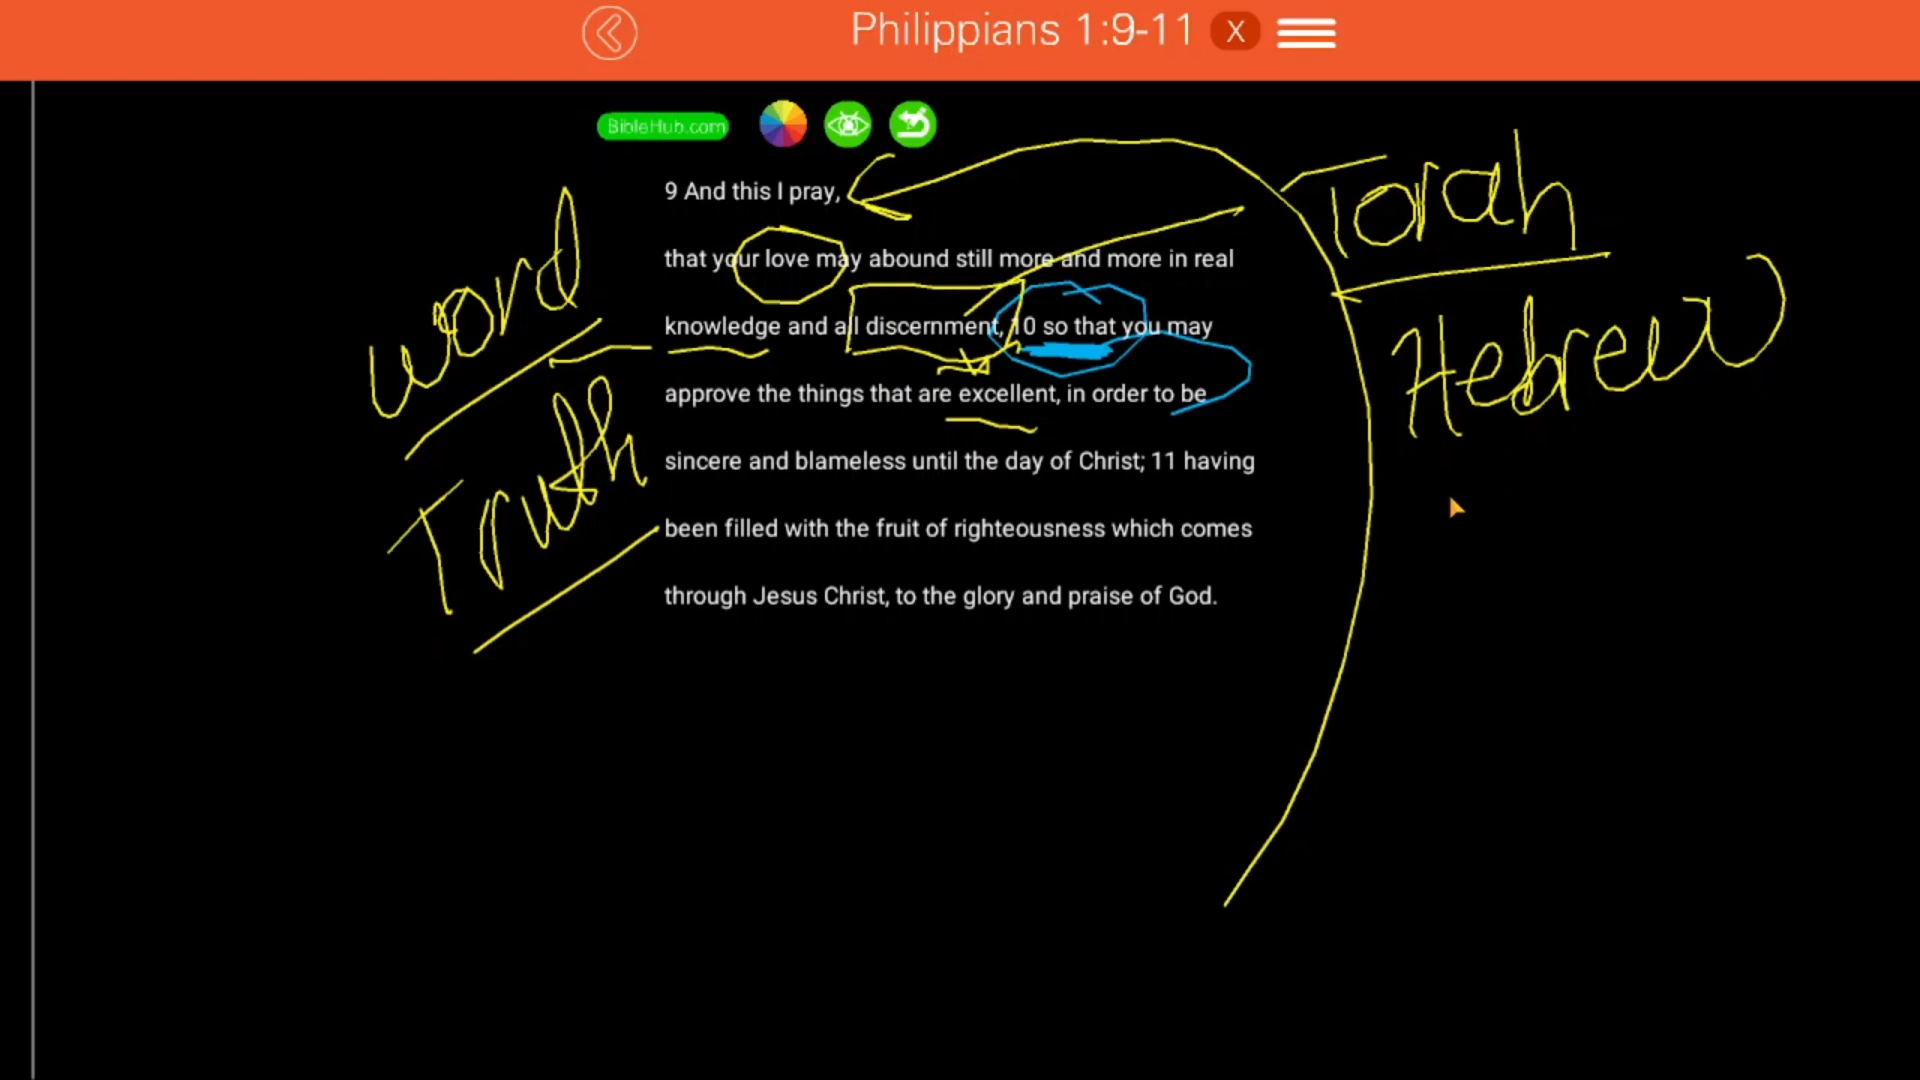 Philippians 1:9-11 X
BibleHub.com
9 And this I pray,
that your love may abound still more and more in real
knowledge and all discernment, 10 so that you may
approve the things that are excellent, in order to be
sincere and blameless until the day of Christ; 11 having
been filled with the fruit of righteousness which comes
through Jesus Christ, to the glory and praise of God.
word
Truth
Torah
Hebrew